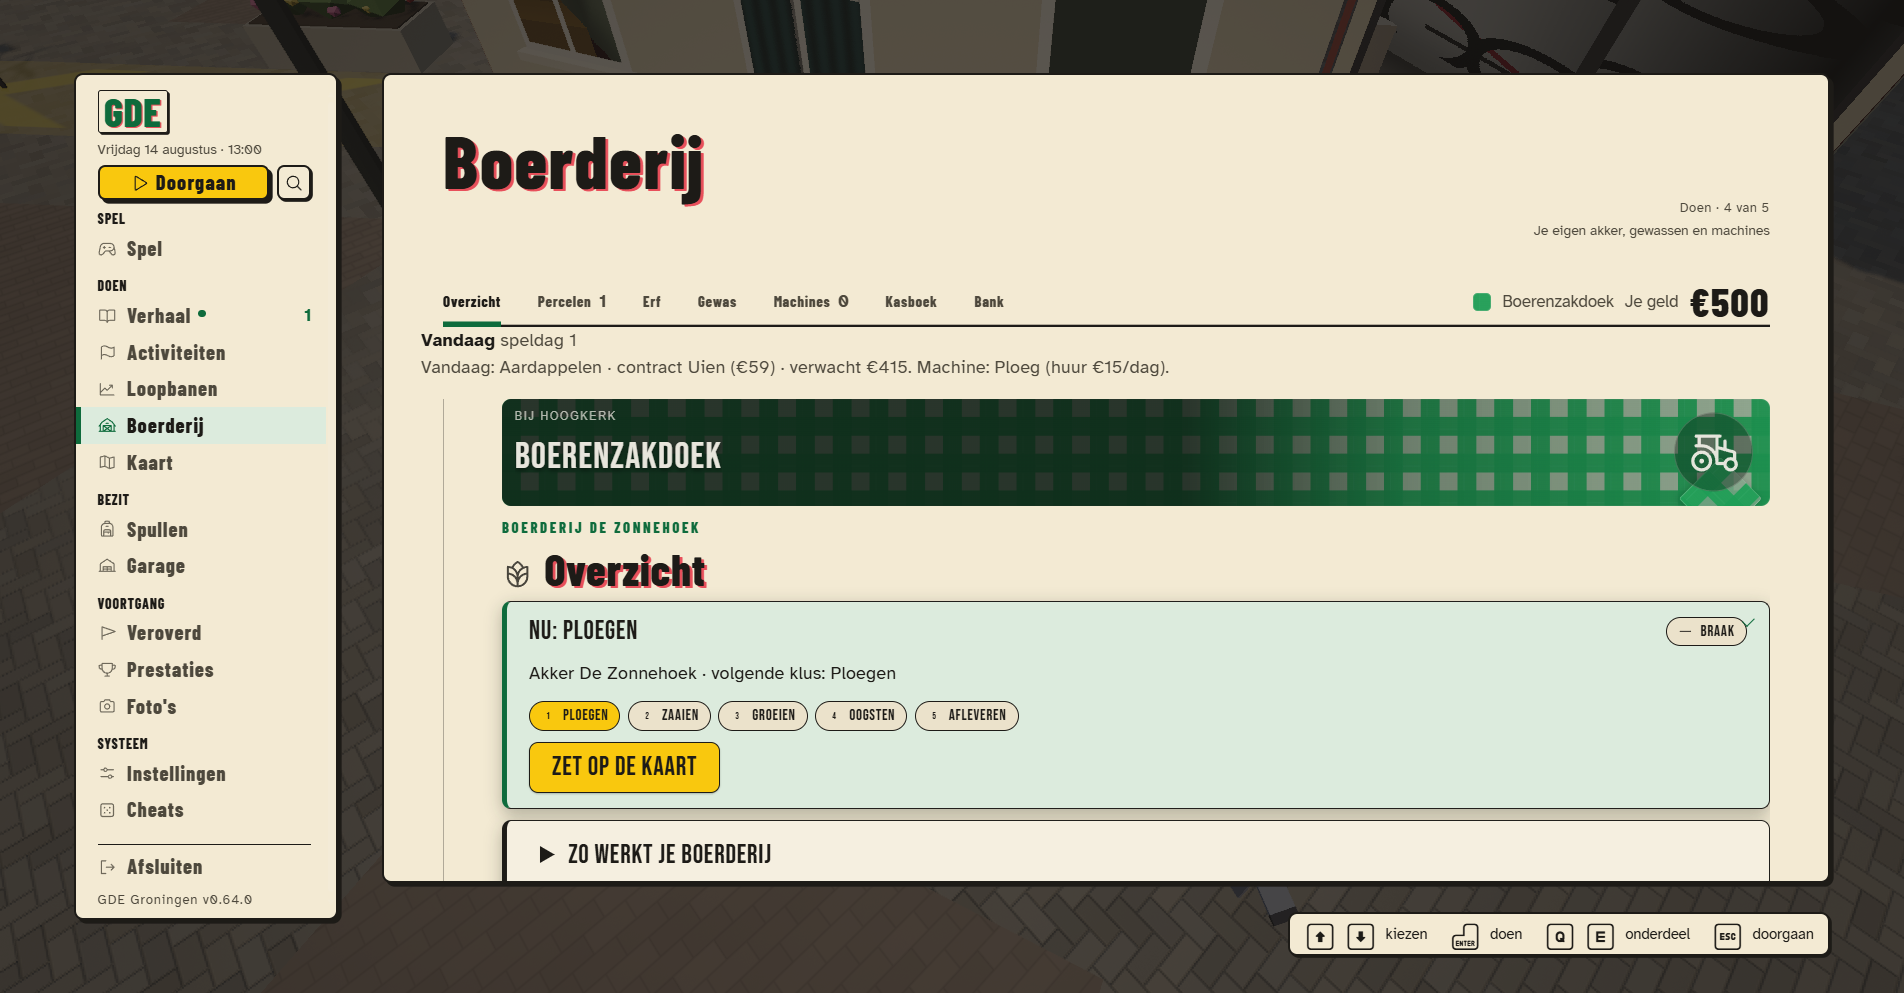 GDE
Vrijdag 14 augustus · 13:00
Doorgaan
SPEL
Spel
DOEN
Verhaal 1
Activiteiten
Loopbanen
Boerderij
Kaart
BEZIT
Spullen
Garage
VOORTGANG
Veroverd
Prestaties
Foto's
SYSTEEM
Instellingen
Cheats
Afsluiten
GDE Groningen v0.64.0
Boerderij
Doen · 4 van 5
Je eigen akker, gewassen en machines
Overzicht Percelen 1 Erf Gewas Machines 0 Kasboek Bank
Boerenzakdoek Je geld €500
Vandaag speldag 1
Vandaag: Aardappelen · contract Uien (€59) · verwacht €415. Machine: Ploeg (huur €15/dag).
BIJ HOOGKERK
BOERENZAKDOEK
BOERDERIJ DE ZONNEHOEK
Overzicht
NU: PLOEGEN
— BRAAK
Akker De Zonnehoek · volgende klus: Ploegen
1 PLOEGEN 2 ZAAIEN 3 GROEIEN 4 OOGSTEN 5 AFLEVEREN
ZET OP DE KAART
ZO WERKT JE BOERDERIJ
kiezen ENTER doen Q E onderdeel ESC doorgaan